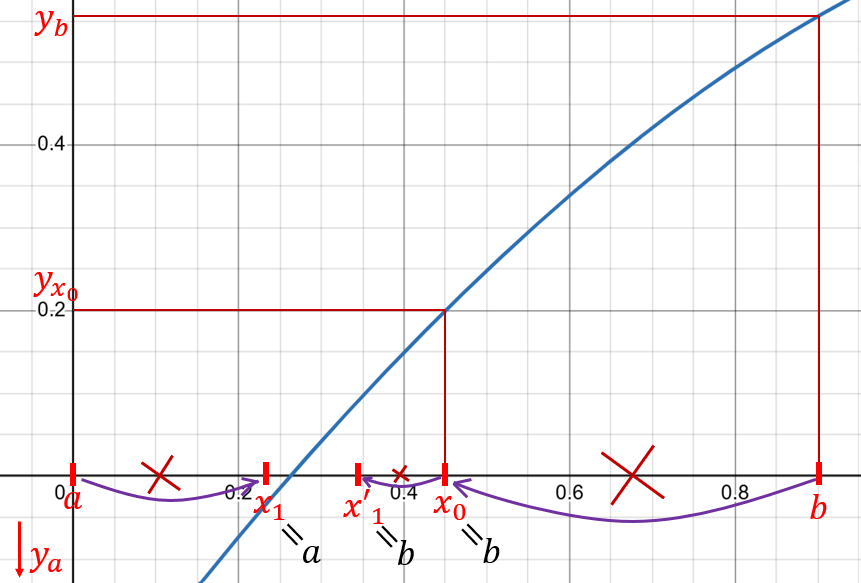 y_b
0.4
y_{x_0}
0.2
0 0.2 0.4 0.6 0.8
a x_1 x'_1 x_0 b
= a = b = b
y_a